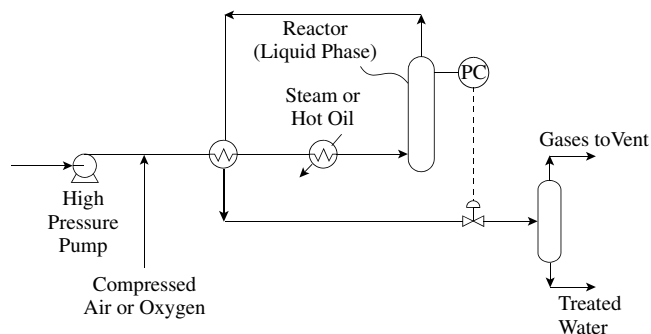 Reactor
(Liquid Phase)
PC
Steam or
Hot Oil
Gases toVent
High
Pressure
Pump
Compressed
Air or Oxygen
Treated
Water